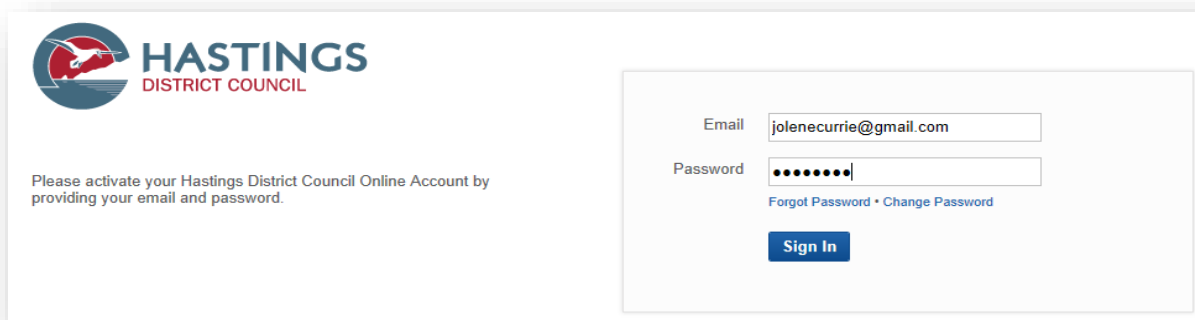 HASTINGS
DISTRICT COUNCIL
Please activate your Hastings District Council Online Account by
providing your email and password.
Email jolenecurrie@gmail.com
Password ••••••••
Forgot Password • Change Password
Sign In